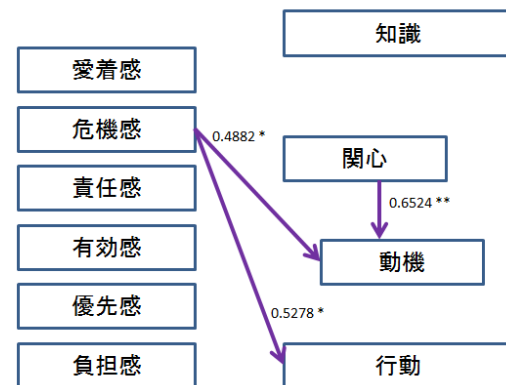 知識
愛着感
危機感
0.4882 *
関心
責任感
0.6524 **
有効感
動機
優先感
0.5278 *
負担感
行動